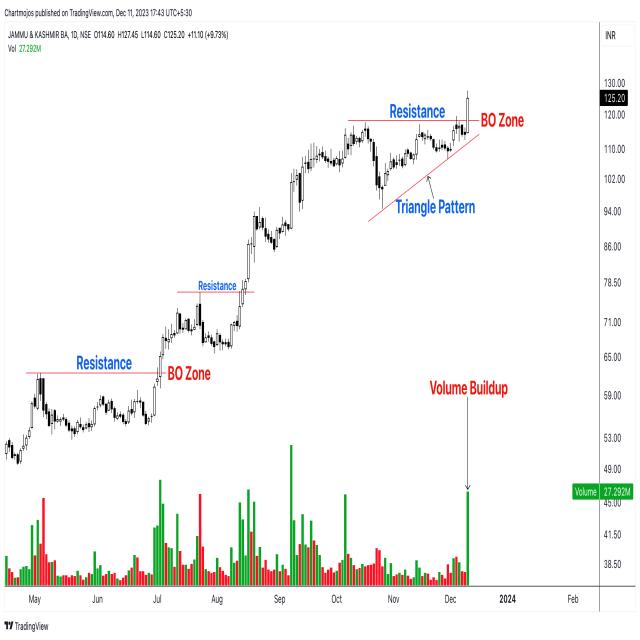 Chartmojos published on TradingView.com, Dec 11, 2023 17:43 UTC+5:30
JAMMU & KASHMIR BA, 1D, NSE O114.60 H127.45 L114.60 C125.20 +11.10 (+9.73%)
INR
Vol 27.292M
130.00
125.20
Resistance
BO Zone
120.00
110.00
102.00
Triangle Pattern
94.00
86.00
78.50
Resistance
71.00
65.00
Resistance
BO Zone
59.00
Volume Buildup
53.00
49.00
Volume 27.292M
45.00
41.50
38.50
May Jun Jul Aug Sep Oct Nov Dec 2024 Feb
TradingView